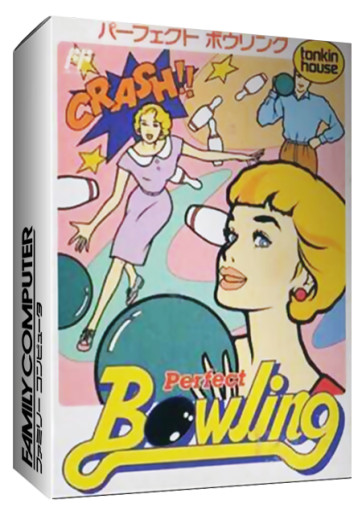 パーフェクト ボウリング
FF
tonkin
house
CRASH!!
Perfect
Bowling
FAMILY COMPUTER
ファミリーコンピュータ